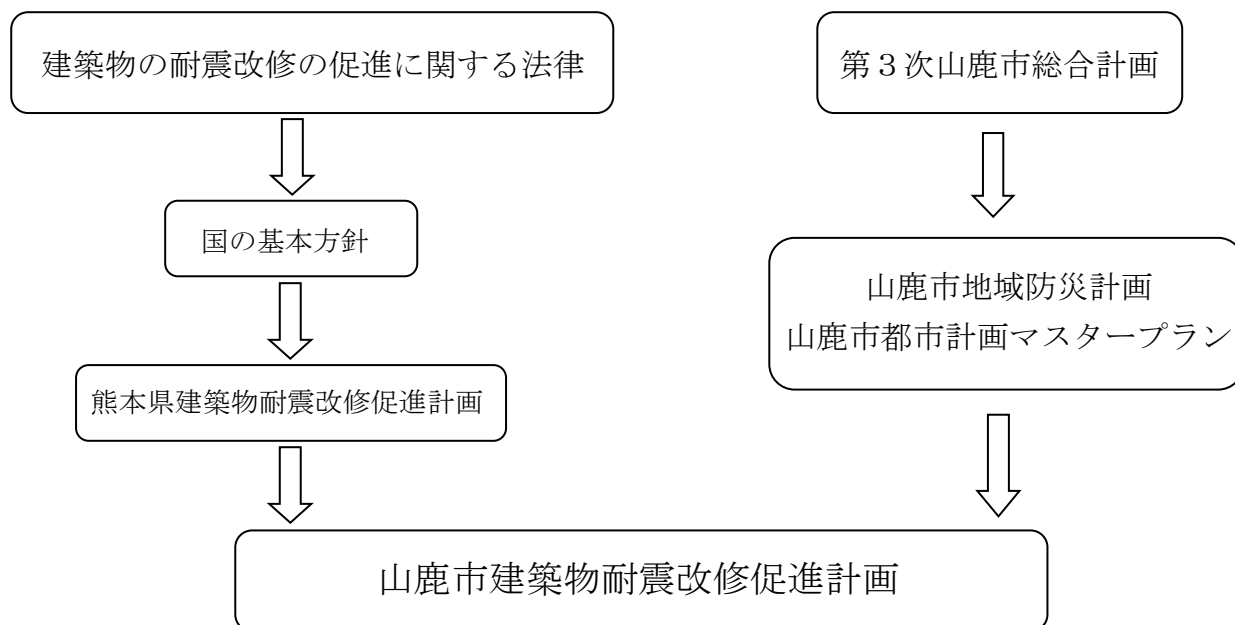 建築物の耐震改修の促進に関する法律
第３次山鹿市総合計画
国の基本方針
山鹿市地域防災計画
山鹿市都市計画マスタープラン
熊本県建築物耐震改修促進計画
山鹿市建築物耐震改修促進計画